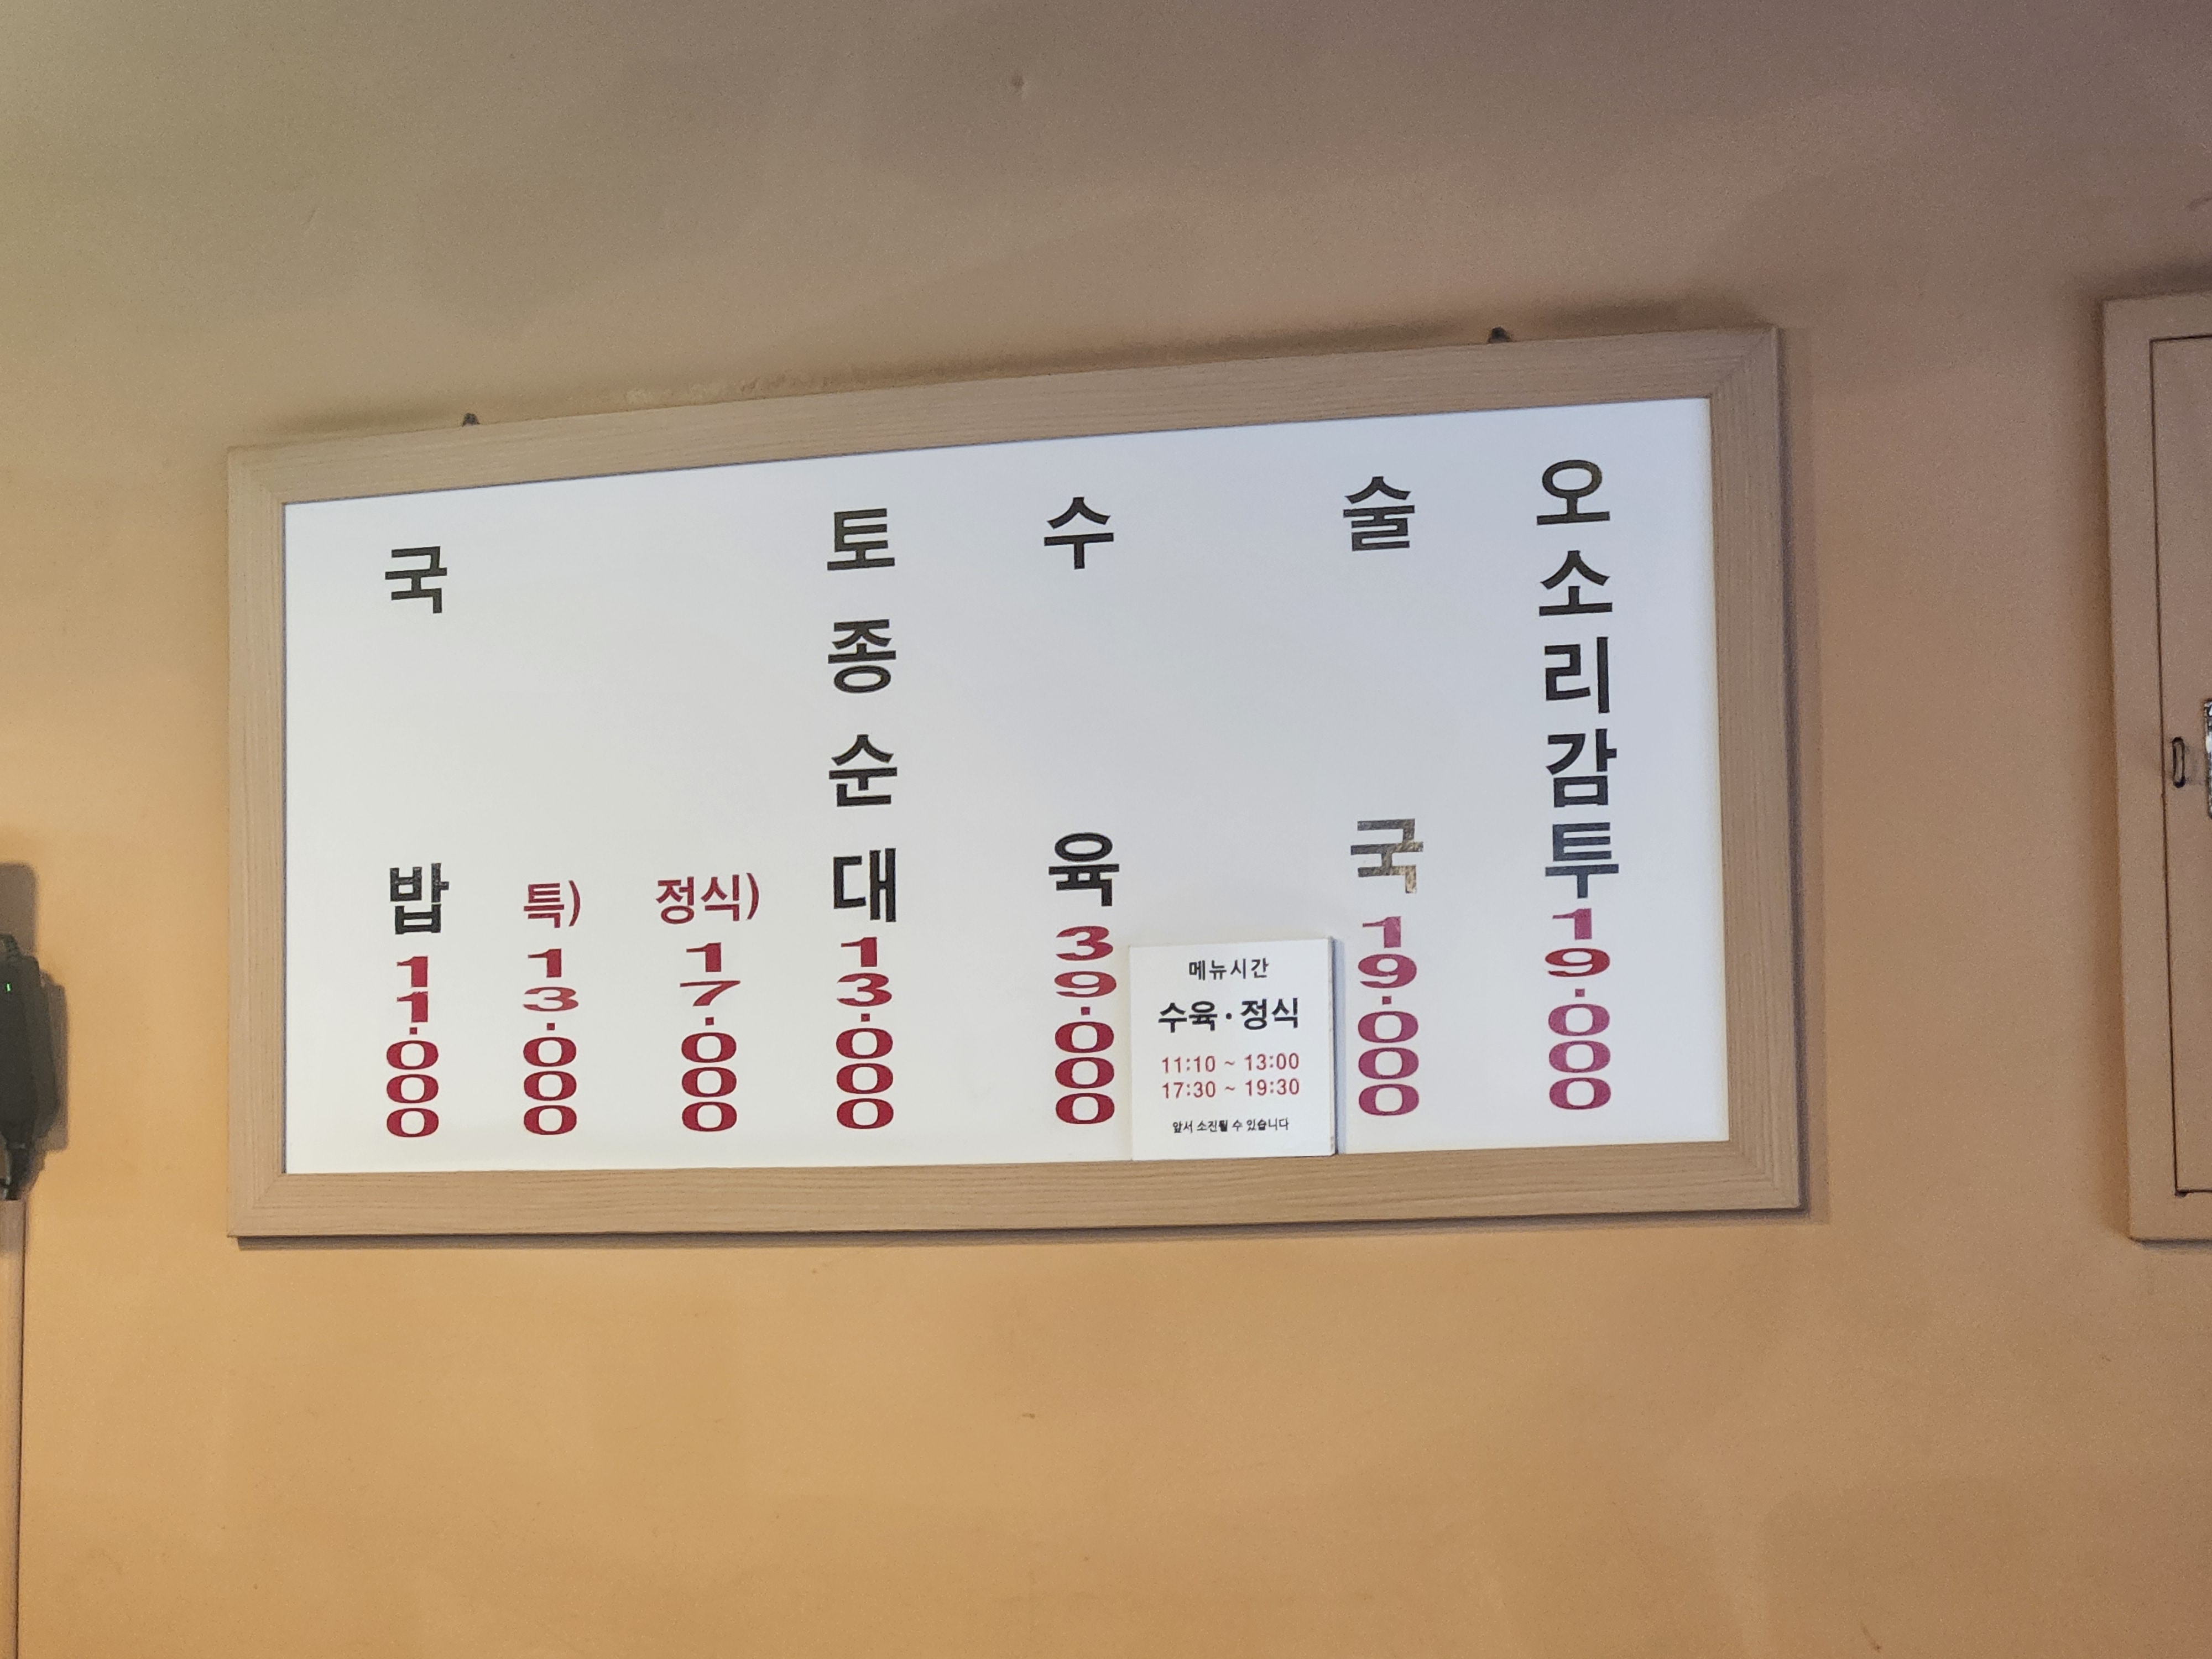 국밥 11.000
특) 13.000
정식) 17.000
토종순대 13.000
수육 39.000
메뉴시간
수육·정식
11:10 ~ 13:00
17:30 ~ 19:30
앞서 소진될 수 있습니다
술국 19.000
오소리감투 19.000